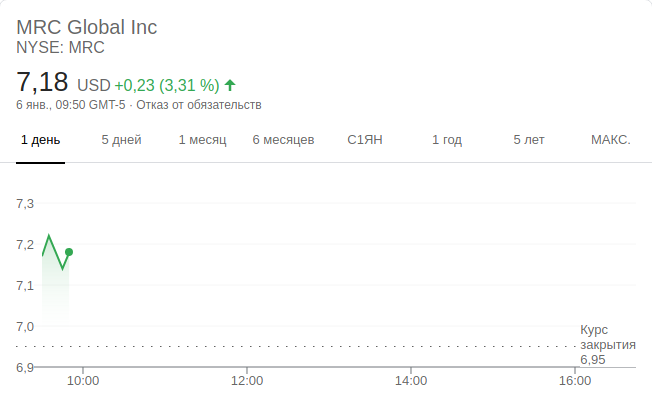 MRC Global Inc
NYSE: MRC
7,18 USD +0,23 (3,31 %)
6 янв., 09:50 GMT-5 · Отказ от обязательств
1 день 5 дней 1 месяц 6 месяцев С1ЯН 1 год 5 лет МАКС.
7,3
7,2
7,1
7,0
Курс
закрытия
6,95
6,9
10:00 12:00 14:00 16:00